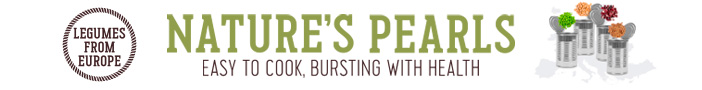 LEGUMES
FROM
EUROPE
NATURE'S PEARLS
EASY TO COOK, BURSTING WITH HEALTH